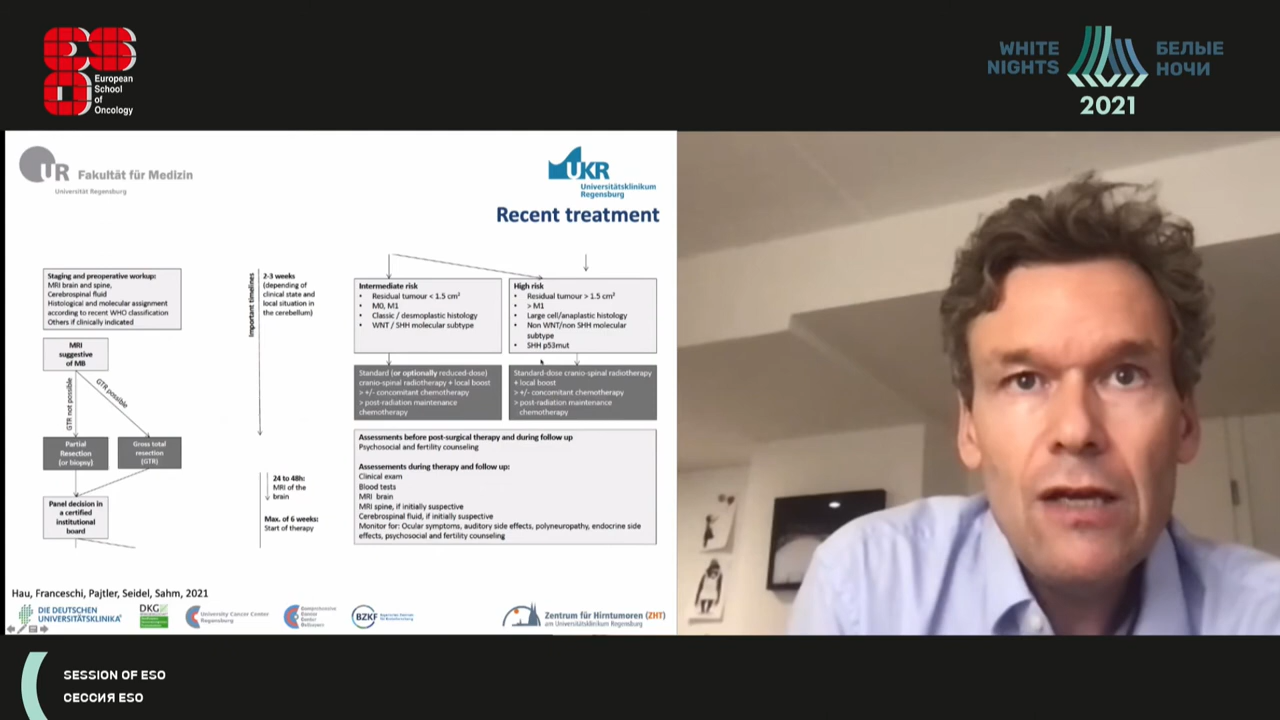 European
School
of
Oncology
WHITE
NIGHTS
БЕЛЫЕ
НОЧИ
2021
UR Fakultät für Medizin
Universität Regensburg
UKR
Universitätsklinikum
Regensburg
Recent treatment
Staging and preoperative workup:
MRI brain and spine,
Cerebrospinal fluid
Histological and molecular assignment
according to recent WHO classification
Others if clinically indicated
MRI
suggestive
of MB
GTR not possible
GTR possible
Partial
Resection
(or biopsy)
Gross total
resection
(GTR)
Panel decision in
a certified
institutional
board
Important timelines
2-3 weeks
(depending of
clinical state and
local situation in
the cerebellum)
24 to 48h:
MRI of the
brain
Max. of 6 weeks:
Start of therapy
Intermediate risk
• Residual tumour < 1.5 cm²
• M0, M1
• Classic / desmoplastic histology
• WNT / SHH molecular subtype
High risk
• Residual tumour > 1.5 cm²
• > M1
• Large cell/anaplastic histology
• Non WNT/non SHH molecular
subtype
• SHH p53mut
Standard (or optionally reduced-dose)
cranio-spinal radiotherapy + local boost
> +/- concomitant chemotherapy
> post-radiation maintenance
chemotherapy
Standard-dose cranio-spinal radiotherapy
+ local boost
> +/- concomitant chemotherapy
> post-radiation maintenance
chemotherapy
Assessments before post-surgical therapy and during follow up
Psychosocial and fertility counseling
Assessements during therapy and follow up:
Clinical exam
Blood tests
MRI brain
MRI spine, if initially suspective
Cerebrospinal fluid, if initially suspective
Monitor for: Ocular symptoms, auditory side effects, polyneuropathy, endocrine side
effects, psychosocial and fertility counseling
Hau, Franceschi, Pajtler, Seidel, Sahm, 2021
DIE DEUTSCHEN
UNIVERSITÄTSKLINIKA
DKG
University Cancer Center
Regensburg
Comprehensive
Cancer
Center
BZKF
Zentrum für Hirntumoren (ZHT)
am Universitätsklinikum Regensburg
SESSION OF ESO
СЕССИЯ ESO